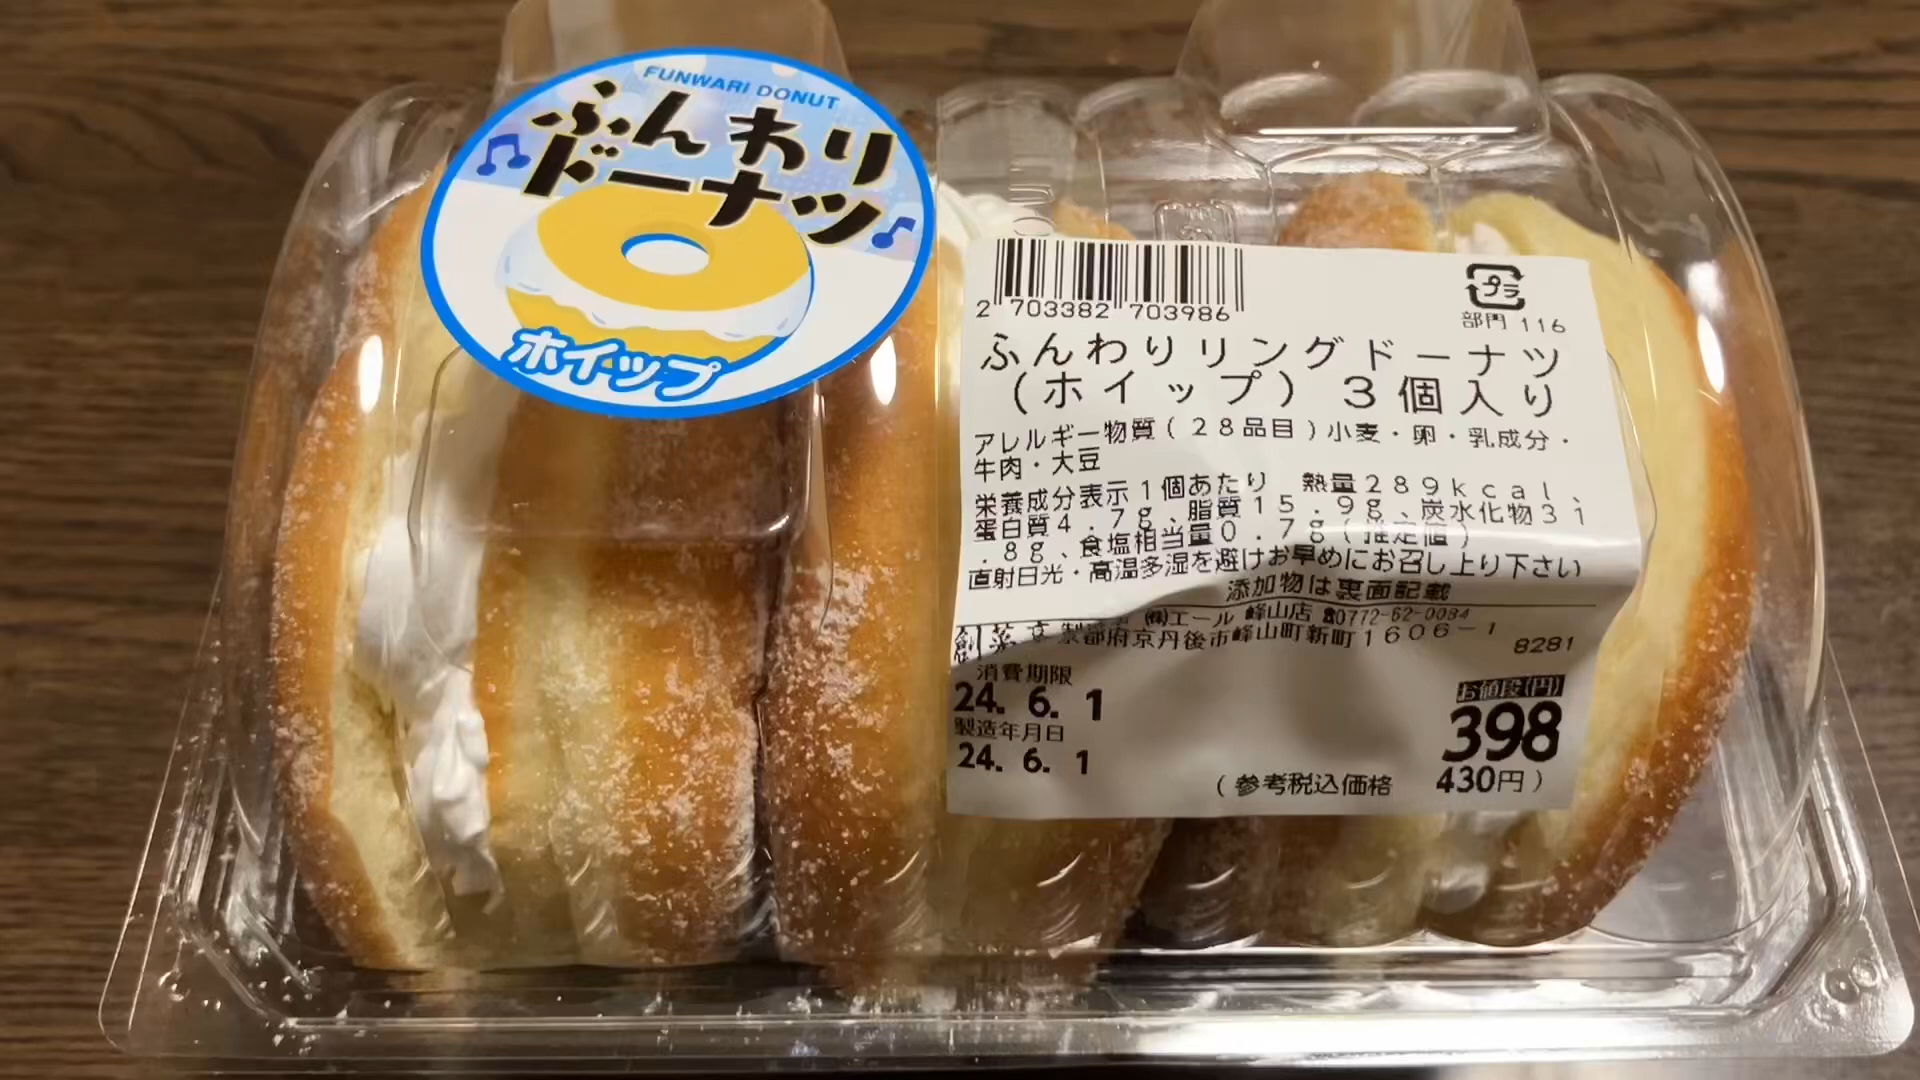 FUNWARI DONUT
ふんわり
ドーナツ
ホイップ
2 703382 703986
プラ
部門 116
ふんわりリングドーナツ
(ホイップ) 3個入り
アレルギー物質(28品目)小麦・卵・乳成分・
牛肉・大豆
栄養成分表示1個あたり 熱量289kcal、
蛋白質4.7g、脂質15.9g、炭水化物31
.8g、食塩相当量0.7g(推定値)
直射日光・高温多湿を避けお早めにお召し上り下さい
添加物は裏面記載
㈱エール 峰山店 ☎0772-62-0084
京都府京丹後市峰山町新町1606-1
8281
消費期限
24. 6. 1
製造年月日
24. 6. 1
お値段(円)
398
(参考税込価格 430円)